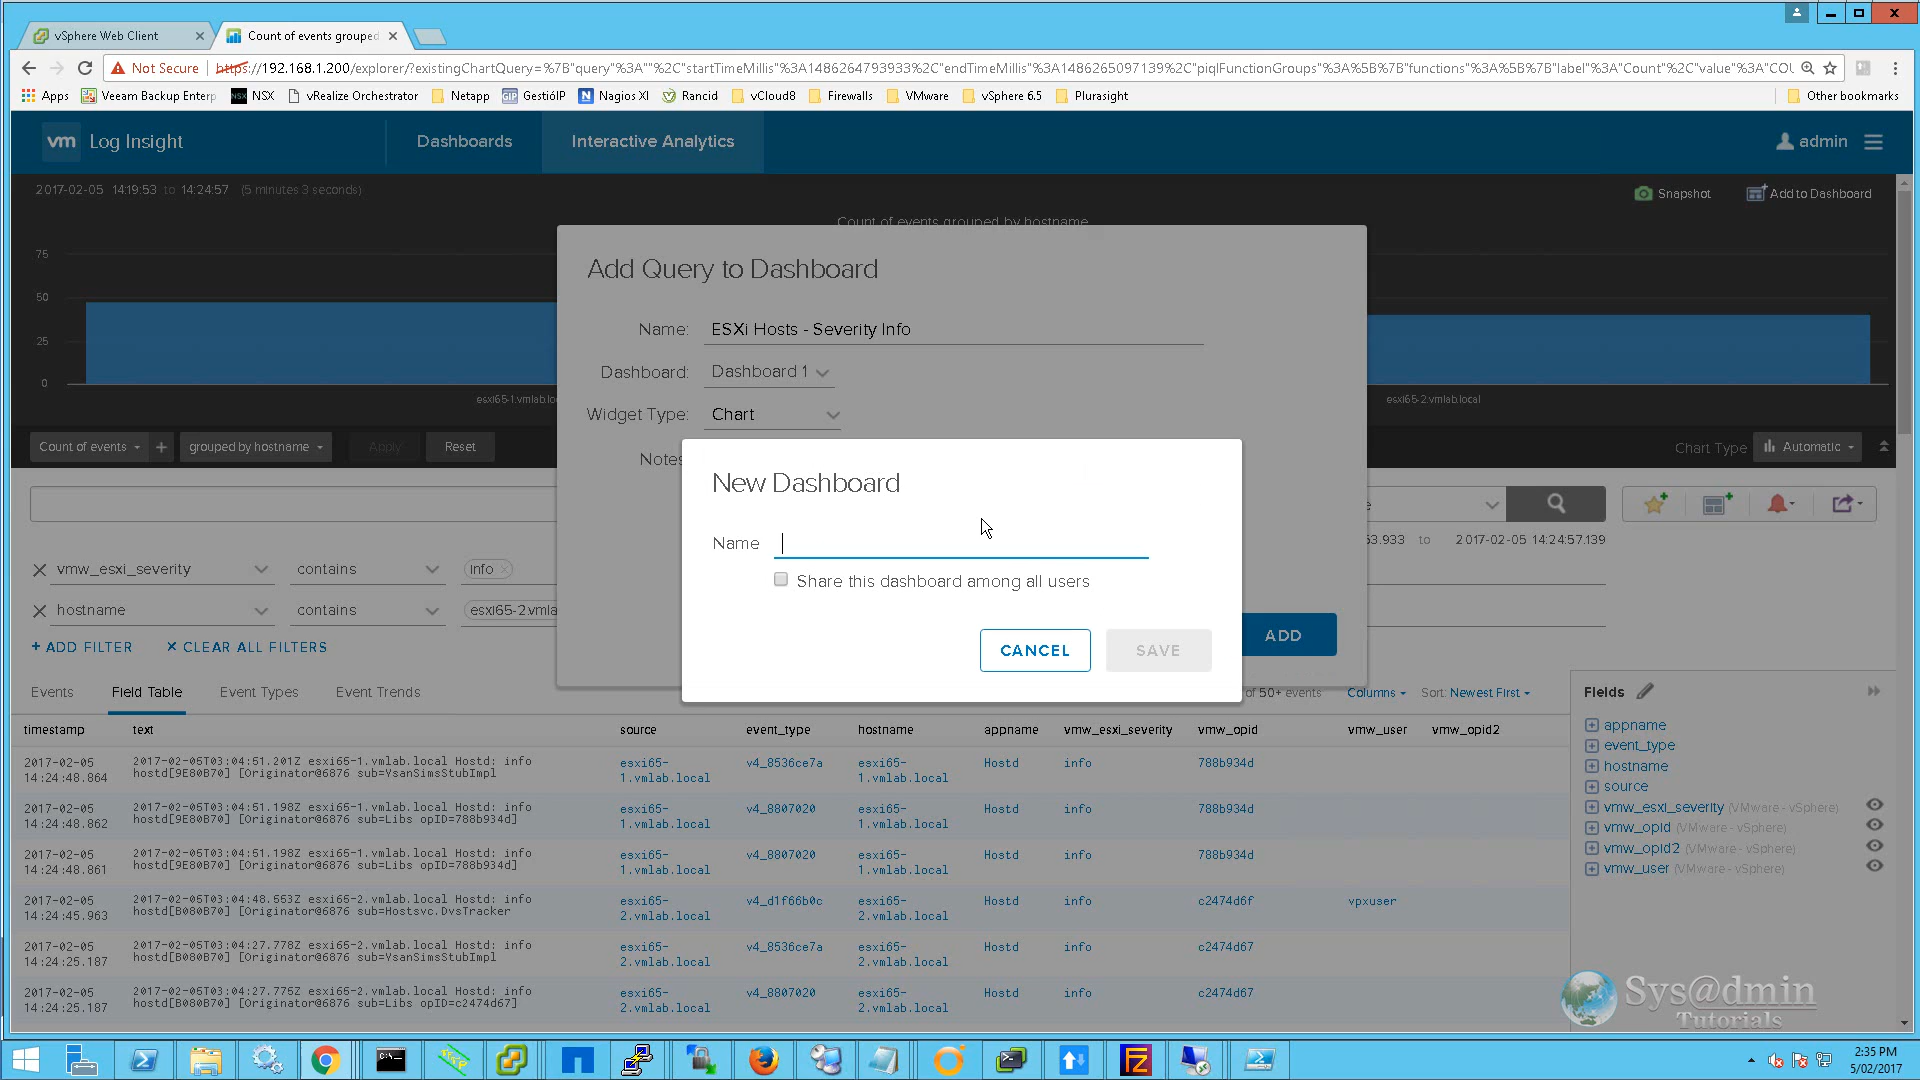 vSphere Web Client
Count of events grouped
Not Secure https://192.168.1.200/explorer/?existingChartQuery=%7B"query"%3A""%2C"startTimeMillis"%3A1486264793933%2C"endTimeMillis"%3A1486265097139%2C"piqlFunctionGroups"%3A%5B%7B"functions"%3A%5B%7B"label"%3A"Count"%2C"value"%3A"COU
Apps Veeam Backup Enterp NSX vRealize Orchestrator Netapp GestióIP Nagios XI Rancid vCloud8 Firewalls VMware vSphere 6.5 Plurasight Other bookmarks
vm Log Insight Dashboards Interactive Analytics admin
2017-02-05 14:19:53 to 14:24:57 (5 minutes 3 seconds)
Snapshot Add to Dashboard
Count of events grouped by hostname
75
50
25
0
esxi65-1.vmlab.lo
esxi65-2.vmlab.local
Add Query to Dashboard
Name: ESXi Hosts - Severity Info
Dashboard: Dashboard 1
Widget Type: Chart
Notes
ADD
Count of events + grouped by hostname Apply Reset
Chart Type Automatic
New Dashboard
Name
Share this dashboard among all users
CANCEL SAVE
53.933 to 2017-02-05 14:24:57.139
vmw_esxi_severity contains info
hostname contains esxi65-2.vmla
+ ADD FILTER × CLEAR ALL FILTERS
Events Field Table Event Types Event Trends
of 50+ events Columns Sort: Newest First
timestamp text source event_type hostname appname vmw_esxi_severity vmw_opid vmw_user vmw_opid2
2017-02-05 14:24:48.864 2017-02-05T03:04:51.201Z esxi65-1.vmlab.local Hostd: info hostd[9E80B70] [Originator@6876 sub=VsanSimsStubImpl esxi65-1.vmlab.local v4_8536ce7a esxi65-1.vmlab.local Hostd info 788b934d
2017-02-05 14:24:48.862 2017-02-05T03:04:51.198Z esxi65-1.vmlab.local Hostd: info hostd[9E80B70] [Originator@6876 sub=Libs opID=788b934d] esxi65-1.vmlab.local v4_8807020 esxi65-1.vmlab.local Hostd info 788b934d
2017-02-05 14:24:48.861 2017-02-05T03:04:51.198Z esxi65-1.vmlab.local Hostd: info hostd[9E80B70] [Originator@6876 sub=Libs opID=788b934d] esxi65-1.vmlab.local v4_8807020 esxi65-1.vmlab.local Hostd info 788b934d
2017-02-05 14:24:45.963 2017-02-05T03:04:48.553Z esxi65-2.vmlab.local Hostd: info hostd[B080B70] [Originator@6876 sub=Hostsvc.DvsTracker esxi65-2.vmlab.local v4_d1f66b0c esxi65-2.vmlab.local Hostd info c2474d6f vpxuser
2017-02-05 14:24:25.187 2017-02-05T03:04:27.778Z esxi65-2.vmlab.local Hostd: info hostd[B080B70] [Originator@6876 sub=VsanSimsStubImpl esxi65-2.vmlab.local v4_8536ce7a esxi65-2.vmlab.local Hostd info c2474d67
2017-02-05 14:24:25.187 2017-02-05T03:04:27.775Z esxi65-2.vmlab.local Hostd: info hostd[B080B70] [Originator@6876 sub=Libs opID=c2474d67] esxi65-2.vmlab.local v4_8807020 esxi65-2.vmlab.local Hostd info c2474d67
Fields
appname
event_type
hostname
source
vmw_esxi_severity (VMware - vSphere)
vmw_opid (VMware - vSphere)
vmw_opid2 (VMware - vSphere)
vmw_user (VMware - vSphere)
Sys@dmin
Tutorials
2:35 PM
5/02/2017